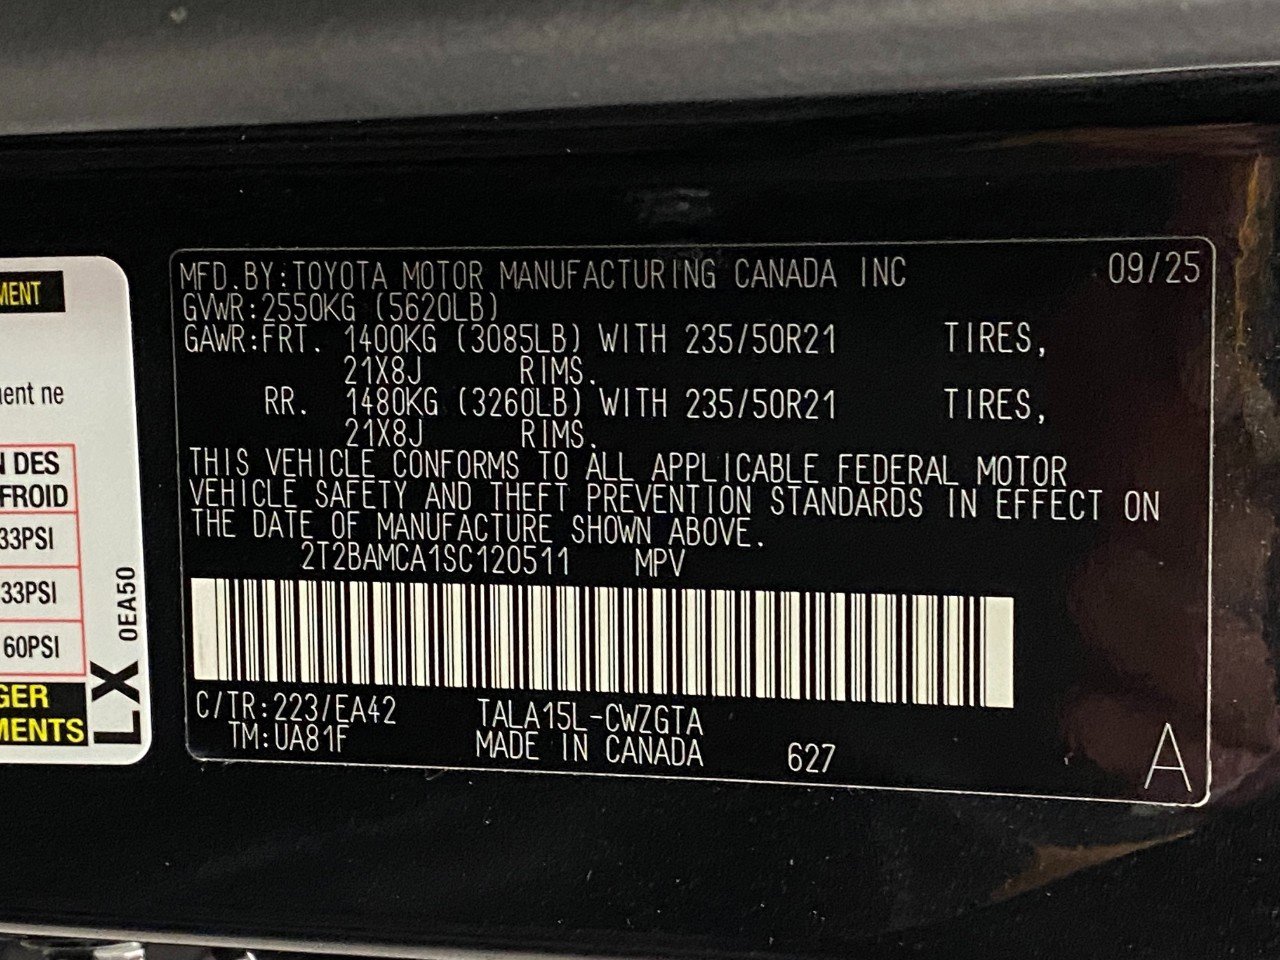 MENT
ment ne
N DES
FROID
33PSI
33PSI
60PSI
GER
MENTS
LX 0EA50
MFD.BY:TOYOTA MOTOR MANUFACTURING CANADA INC 09/25
GVWR:2550KG (5620LB)
GAWR:FRT. 1400KG (3085LB) WITH 235/50R21 TIRES,
21X8J RIMS.
RR. 1480KG (3260LB) WITH 235/50R21 TIRES,
21X8J RIMS.
THIS VEHICLE CONFORMS TO ALL APPLICABLE FEDERAL MOTOR
VEHICLE SAFETY AND THEFT PREVENTION STANDARDS IN EFFECT ON
THE DATE OF MANUFACTURE SHOWN ABOVE.
2T2BAMCA1SC120511 MPV
C/TR:223/EA42 TALA15L-CWZGTA
TM:UA81F MADE IN CANADA 627 A